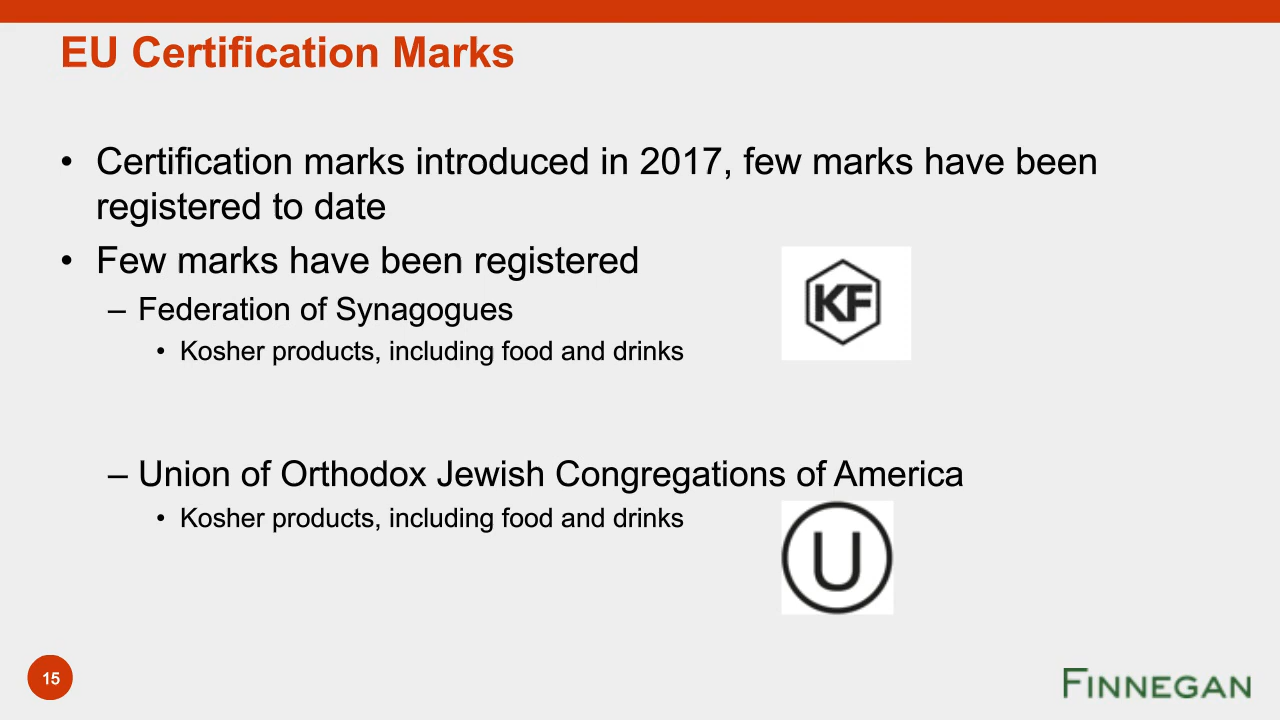 EU Certification Marks
• Certification marks introduced in 2017, few marks have been
registered to date
• Few marks have been registered
– Federation of Synagogues
• Kosher products, including food and drinks
KF
– Union of Orthodox Jewish Congregations of America
• Kosher products, including food and drinks
U
15
FINNEGAN